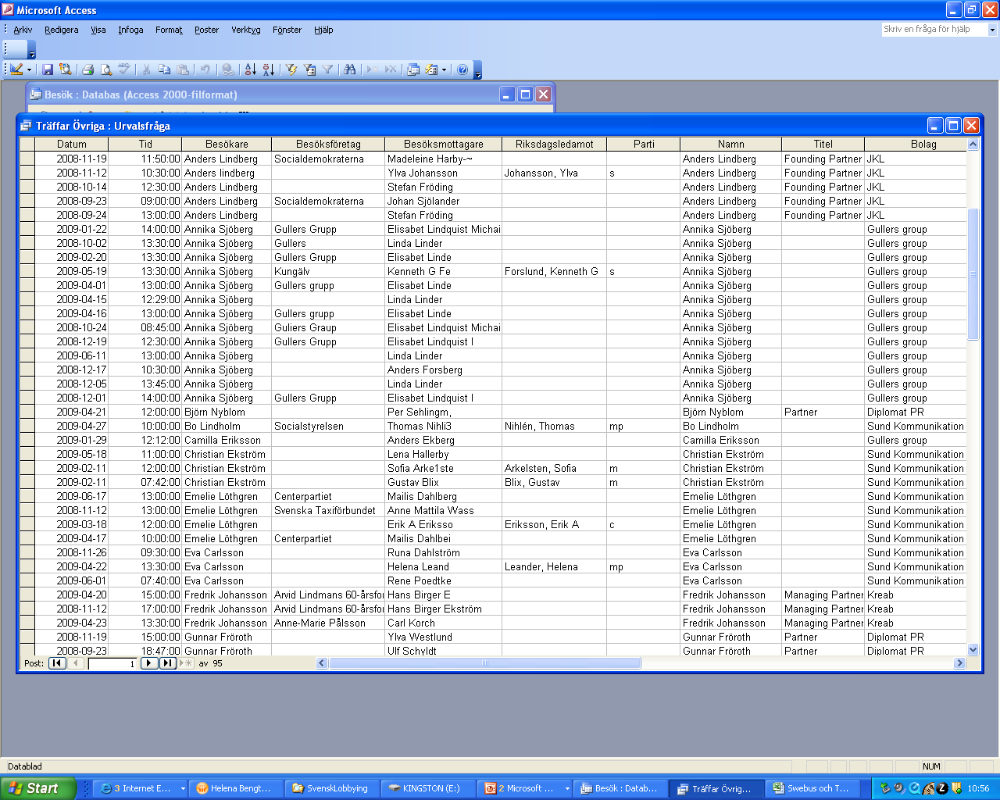 Microsoft Access
Arkiv Redigera Visa Infoga Format Poster Verktyg Fönster Hjälp Skriv en fråga för hjälp
Besök : Databas (Access 2000-filformat)
Träffar Övriga : Urvalsfråga
Datum Tid Besökare Besöksföretag Besöksmottagare Riksdagsledamot Parti Namn Titel Bolag
2008-11-19 11:50:00 Anders Lindberg Socialdemokraterna Madeleine Harby-~ Anders Lindberg Founding Partner JKL
2008-11-12 10:30:00 Anders lindberg Ylva Johansson Johansson, Ylva s Anders Lindberg Founding Partner JKL
2008-10-14 12:30:00 Anders Lindberg Stefan Fröding Anders Lindberg Founding Partner JKL
2008-09-23 09:00:00 Anders Lindberg Socialdemokraterna Johan Sjölander Anders Lindberg Founding Partner JKL
2008-09-24 13:00:00 Anders Lindberg Stefan Fröding Anders Lindberg Founding Partner JKL
2009-01-22 14:00:00 Annika Sjöberg Gullers Grupp Elisabet Lindquist Michai Annika Sjöberg Gullers group
2008-10-02 13:30:00 Annika Sjöberg Gullers Linda Linder Annika Sjöberg Gullers group
2009-02-20 13:30:00 Annika Sjöberg Gullers Grupp Elisabet Linde Annika Sjöberg Gullers group
2009-05-19 13:30:00 Annika Sjöberg Kungälv Kenneth G Fe Forslund, Kenneth G s Annika Sjöberg Gullers group
2009-04-01 13:00:00 Annika Sjöberg Gullers grupp Elisabet Linde Annika Sjöberg Gullers group
2009-04-15 12:29:00 Annika Sjöberg Linda Linder Annika Sjöberg Gullers group
2009-04-16 13:00:00 Annika Sjöberg Gullers grupp Elisabet Linde Annika Sjöberg Gullers group
2008-10-24 08:45:00 Annika Sjöberg Guliers Graup Elisabet Lindquist Michai Annika Sjöberg Gullers group
2008-12-19 12:30:00 Annika Sjöberg Gullers Grupp Elisabet Lindquist I Annika Sjöberg Gullers group
2009-06-11 13:00:00 Annika Sjöberg Linda Linder Annika Sjöberg Gullers group
2008-12-17 10:30:00 Annika Sjöberg Anders Forsberg Annika Sjöberg Gullers group
2008-12-05 13:45:00 Annika Sjöberg Linda Linder Annika Sjöberg Gullers group
2008-12-01 14:00:00 Annika Sjöberg Gullers Grupp Elisabet Lindquist I Annika Sjöberg Gullers group
2009-04-21 12:00:00 Björn Nyblom Per Sehlingm, Björn Nyblom Partner Diplomat PR
2009-04-27 10:00:00 Bo Lindholm Socialstyrelsen Thomas Nihli3 Nihlén, Thomas mp Bo Lindholm Sund Kommunikation
2009-01-29 12:12:00 Camilla Eriksson Anders Ekberg Camilla Eriksson Gullers group
2009-05-18 11:00:00 Christian Ekström Lena Hallerby Christian Ekström Sund Kommunikation
2009-02-11 12:00:00 Christian Ekström Sofia Arke1ste Arkelsten, Sofia m Christian Ekström Sund Kommunikation
2009-02-11 07:42:00 Christian Ekström Gustav Blix Blix, Gustav m Christian Ekström Sund Kommunikation
2009-06-17 13:00:00 Emelie Löthgren Centerpartiet Mailis Dahlberg Emelie Löthgren Sund Kommunikation
2008-11-12 13:00:00 Emelie Löthgren Svenska Taxiförbundet Anne Mattila Wass Emelie Löthgren Sund Kommunikation
2009-03-18 12:00:00 Emelie Löthgren Erik A Eriksso Eriksson, Erik A c Emelie Löthgren Sund Kommunikation
2009-04-17 10:00:00 Emelie Löthgren Centerpartiet Mailis Dahlbei Emelie Löthgren Sund Kommunikation
2008-11-26 09:30:00 Eva Carlsson Runa Dahlström Eva Carlsson Sund Kommunikation
2009-04-22 13:30:00 Eva Carlsson Helena Leand Leander, Helena mp Eva Carlsson Sund Kommunikation
2009-06-01 07:40:00 Eva Carlsson Rene Poedtke Eva Carlsson Sund Kommunikation
2009-04-20 15:00:00 Fredrik Johansson Arvid Lindmans 60-årsfor Hans Birger E Fredrik Johansson Managing Partner Kreab
2008-11-12 17:00:00 Fredrik Johansson Arvid Lindmans 60-årsfor Hans Birger Ekström Fredrik Johansson Managing Partner Kreab
2009-04-23 13:30:00 Fredrik Johansson Anne-Marie Pålsson Carl Korch Fredrik Johansson Managing Partner Kreab
2008-11-19 15:00:00 Gunnar Fröroth Ylva Westlund Gunnar Fröroth Partner Diplomat PR
2008-09-23 18:47:00 Gunnar Fröroth Ulf Schyldt Gunnar Fröroth Partner Diplomat PR
Post: 1 av 95
Datablad NUM
Start 3 Internet E... Helena Bengt... SvenskLobbying KINGSTON (E:) 2 Microsoft ... Besök : Datab... Träffar Övrig... Swebus och T... 10:56